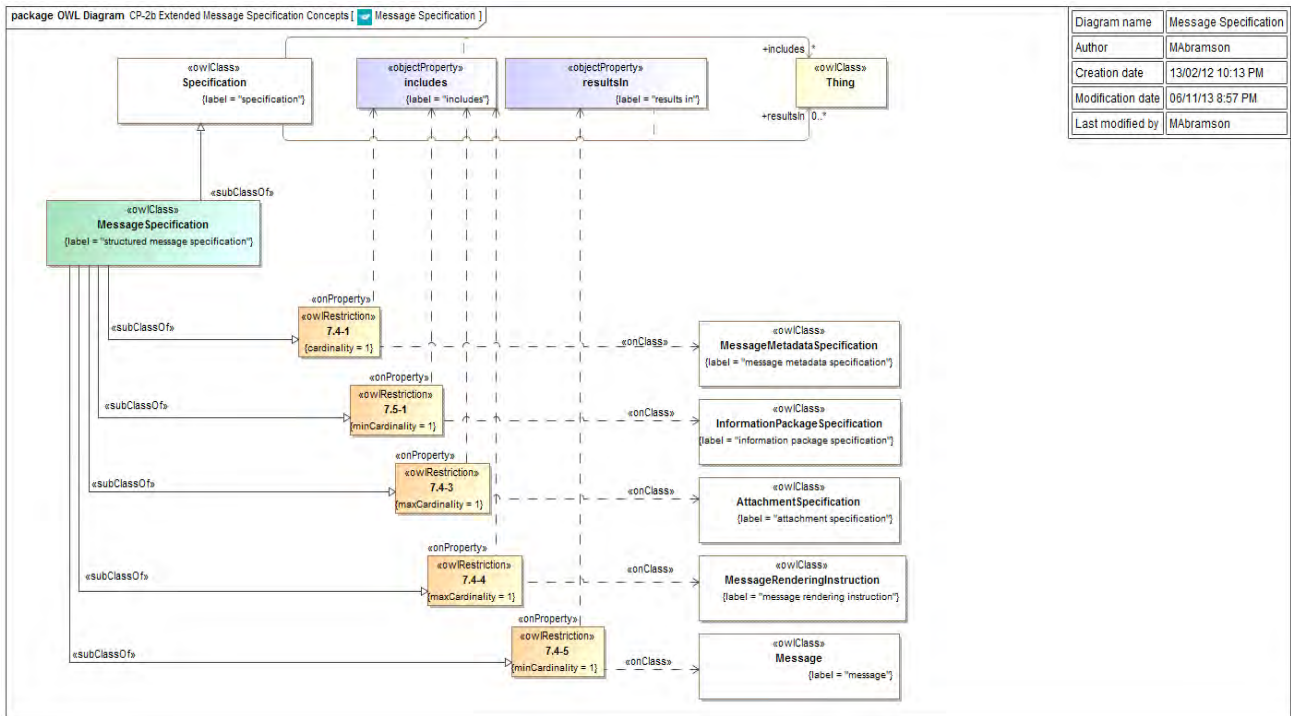 package OWL Diagram CP-2b Extended Message Specification Concepts [ Message Specification ]
Diagram name Message Specification
Author MAbramson
Creation date 13/02/12 10:13 PM
Modification date 06/11/13 8:57 PM
Last modified by MAbramson
«owlClass»
Specification
{label = "specification"}
«objectProperty»
includes
{label = "includes"}
«objectProperty»
resultsIn
{label = "results in"}
+includes *
«owlClass»
Thing
+resultsIn 0..*
«subClassOf»
«owlClass»
MessageSpecification
{label = "structured message specification"}
«subClassOf»
«onProperty»
«owlRestriction»
7.4-1
{cardinality = 1}
«onClass»
«owlClass»
MessageMetadataSpecification
{label = "message metadata specification"}
«subClassOf»
«onProperty»
«owlRestriction»
7.5-1
{minCardinality = 1}
«onClass»
«owlClass»
InformationPackageSpecification
{label = "information package specification"}
«subClassOf»
«onProperty»
«owlRestriction»
7.4-3
{maxCardinality = 1}
«onClass»
«owlClass»
AttachmentSpecification
{label = "attachment specification"}
«subClassOf»
«onProperty»
«owlRestriction»
7.4-4
{maxCardinality = 1}
«onClass»
«owlClass»
MessageRenderingInstruction
{label = "message rendering instruction"}
«subClassOf»
«onProperty»
«owlRestriction»
7.4-5
{minCardinality = 1}
«onClass»
«owlClass»
Message
{label = "message"}